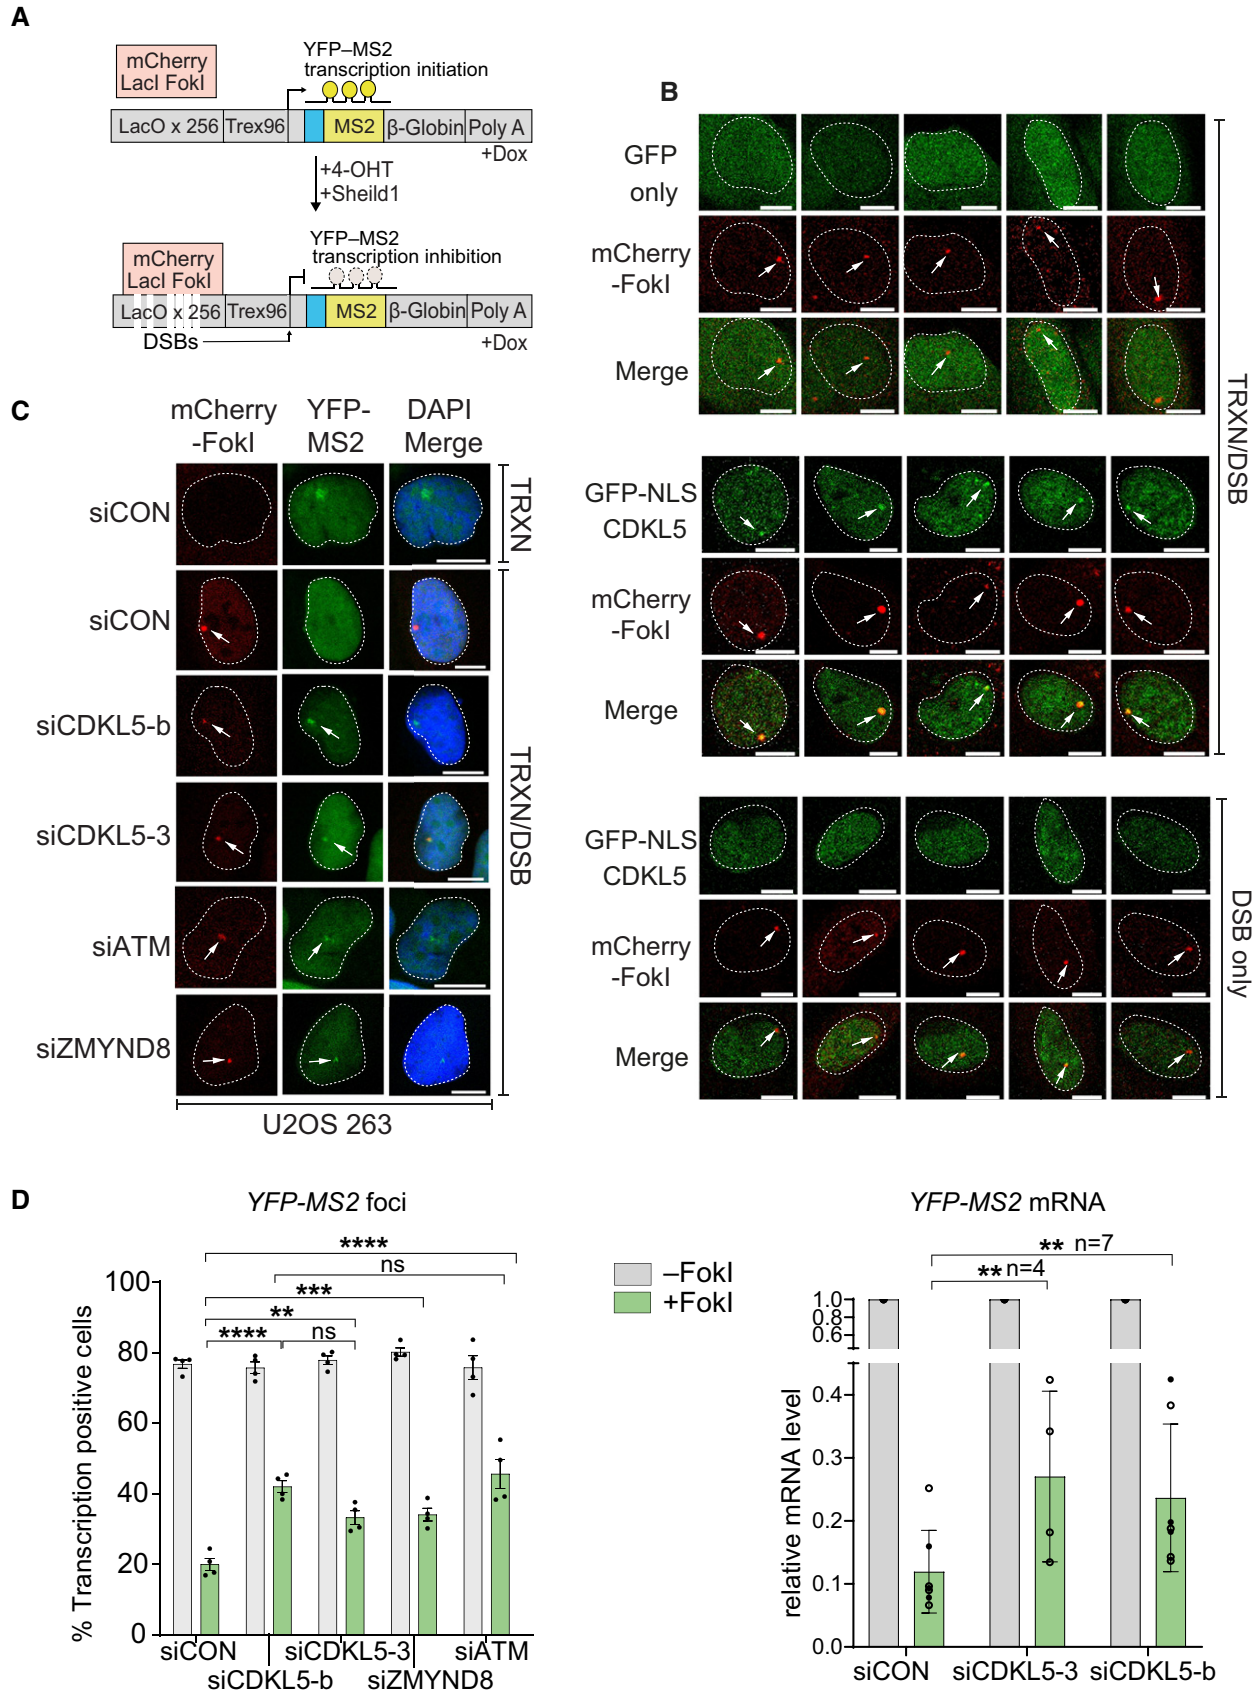 A
mCherry
LacI FokI
YFP–MS2
transcription initiation
LacO x 256
Trex96
MS2
β-Globin
Poly A
+Dox
+4-OHT
+Sheild1
mCherry
LacI FokI
YFP–MS2
transcription inhibition
LacO x 256
Trex96
MS2
β-Globin
Poly A
DSBs
+Dox
B
GFP
only
mCherry
-FokI
Merge
GFP-NLS
CDKL5
mCherry
-FokI
Merge
TRXN/DSB
GFP-NLS
CDKL5
mCherry
-FokI
Merge
DSB only
C
mCherry
-FokI
YFP-
MS2
DAPI
Merge
siCON
TRXN
siCON
siCDKL5-b
siCDKL5-3
siATM
siZMYND8
TRXN/DSB
U2OS 263
D
YFP-MS2 foci
****
ns
***
**
**** ns
100
80
60
40
20
0
% Transcription positive cells
siCON
siCDKL5-b
siCDKL5-3
siZMYND8
siATM
–FokI
+FokI
YFP-MS2 mRNA
** n=7
** n=4
1.0
0.8
0.6
0.4
0.3
0.2
0.1
0.0
relative mRNA level
siCON
siCDKL5-3
siCDKL5-b